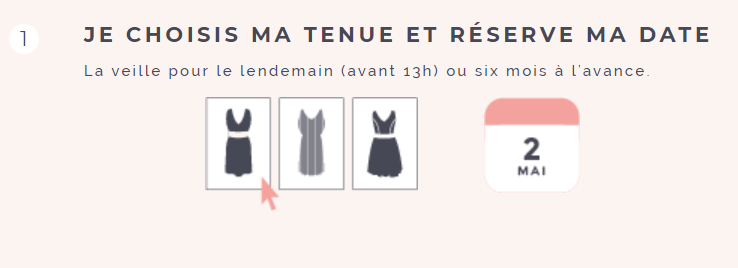 1
JE CHOISIS MA TENUE ET RÉSERVE MA DATE
La veille pour le lendemain (avant 13h) ou six mois à l'avance.
2
MAI